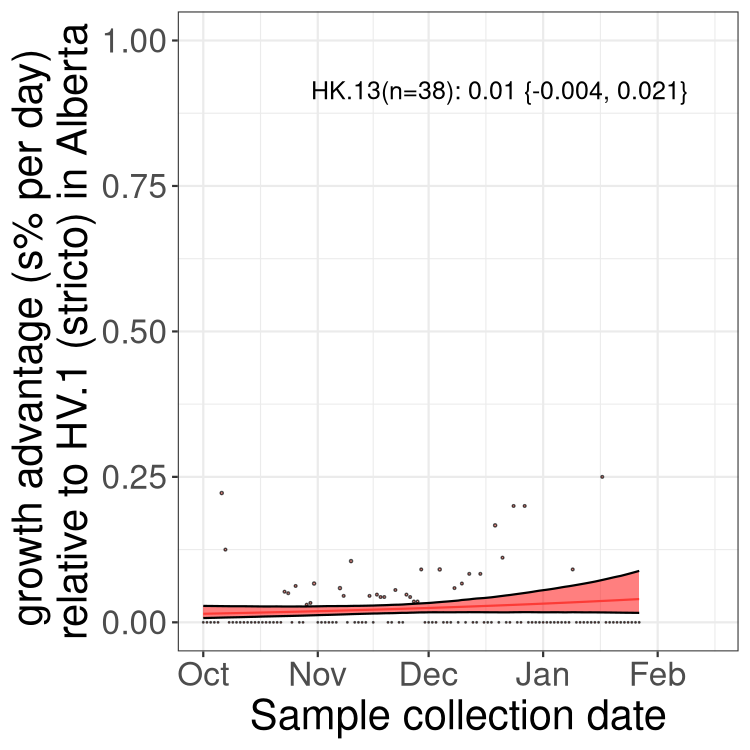 growth advantage (s% per day)
relative to HV.1 (stricto) in Alberta
1.00
0.75
0.50
0.25
0.00
HK.13(n=38): 0.01 {-0.004, 0.021}
Oct Nov Dec Jan Feb
Sample collection date